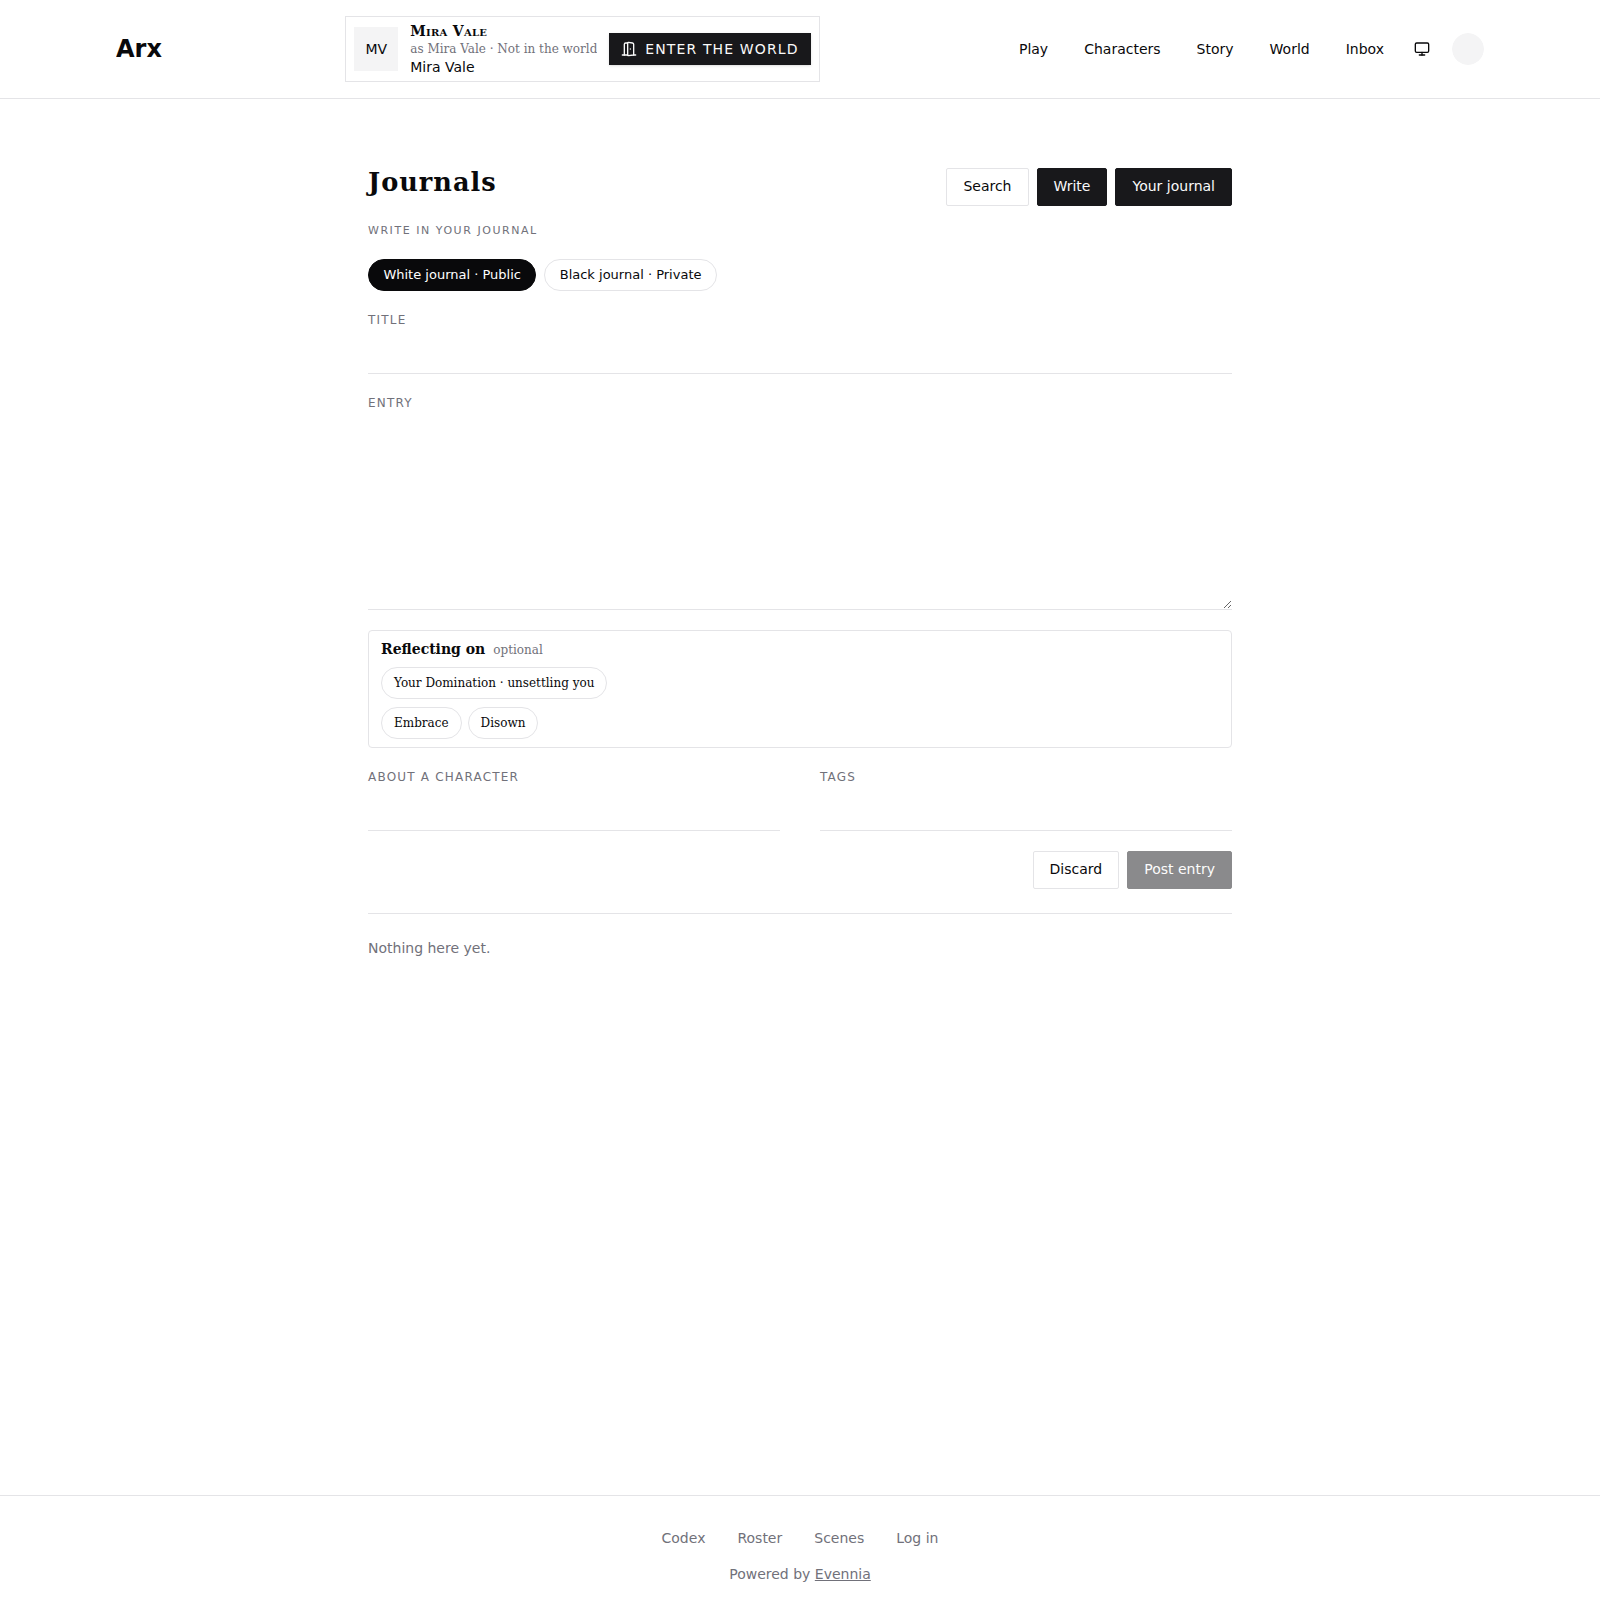 Arx
MV
Mira Vale
as Mira Vale · Not in the world
Mira Vale
ENTER THE WORLD
Play
Characters
Story
World
Inbox
Journals
Search
Write
Your journal
WRITE IN YOUR JOURNAL
White journal · Public
Black journal · Private
TITLE
ENTRY
Reflecting on optional
Your Domination · unsettling you
Embrace
Disown
ABOUT A CHARACTER
TAGS
Discard
Post entry
Nothing here yet.
Codex
Roster
Scenes
Log in
Powered by Evennia